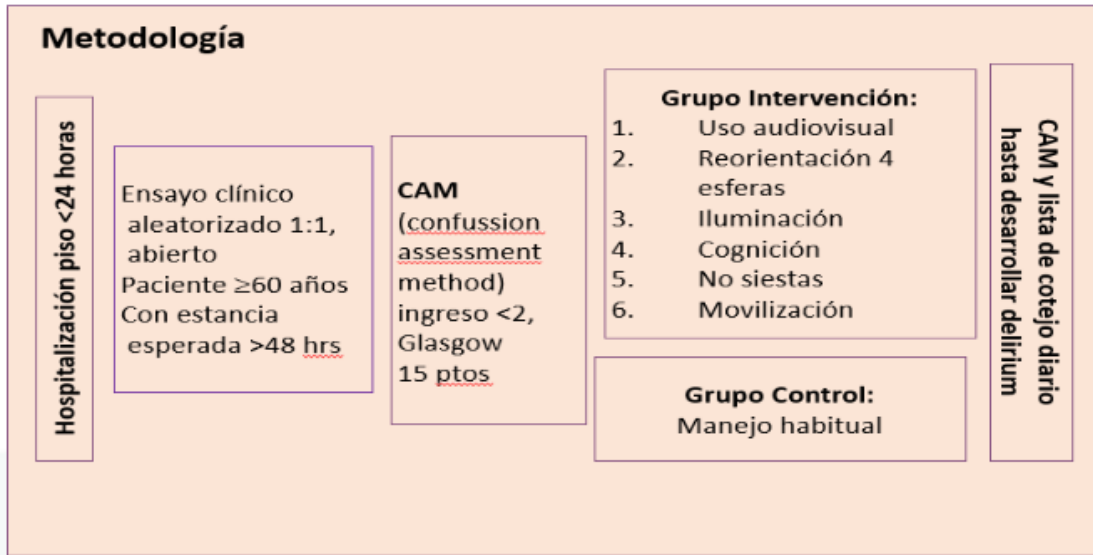 Metodología
Hospitalización piso <24 horas
Ensayo clínico
aleatorizado 1:1,
abierto
Paciente ≥60 años
Con estancia
esperada >48 hrs
CAM
(confussion
assessment
method)
ingreso <2,
Glasgow
15 ptos
Grupo Intervención:
1. Uso audiovisual
2. Reorientación 4
esferas
3. Iluminación
4. Cognición
5. No siestas
6. Movilización
Grupo Control:
Manejo habitual
CAM y lista de cotejo diario
hasta desarrollar delirium